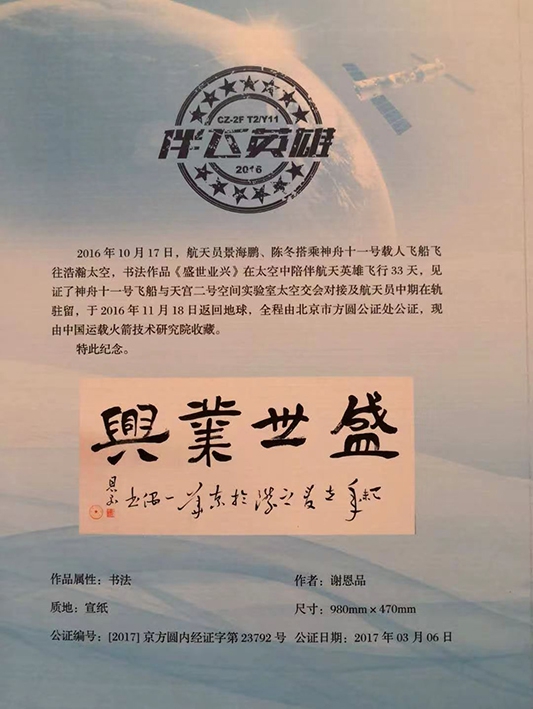 CZ-2F T2/Y11
伴飞英雄
2016
2016 年 10 月 17 日，航天员景海鹏、陈冬搭乘神舟十一号载人飞船飞
往浩瀚太空，书法作品《盛世业兴》在太空中陪伴航天英雄飞行 33 天，见
证了神舟十一号飞船与天宫二号空间实验室太空交会对接及航天员中期在轨
驻留，于 2016 年 11 月 18 日返回地球，全程由北京市方圆公证处公证，现
由中国运载火箭技术研究院收藏。
特此纪念。
盛世業興
作品属性：书法
作者：谢恩品
质地：宣纸
尺寸：980mm×470mm
公证编号：[2017] 京方圆内经证字第 23792 号
公证日期：2017 年 03 月 06 日